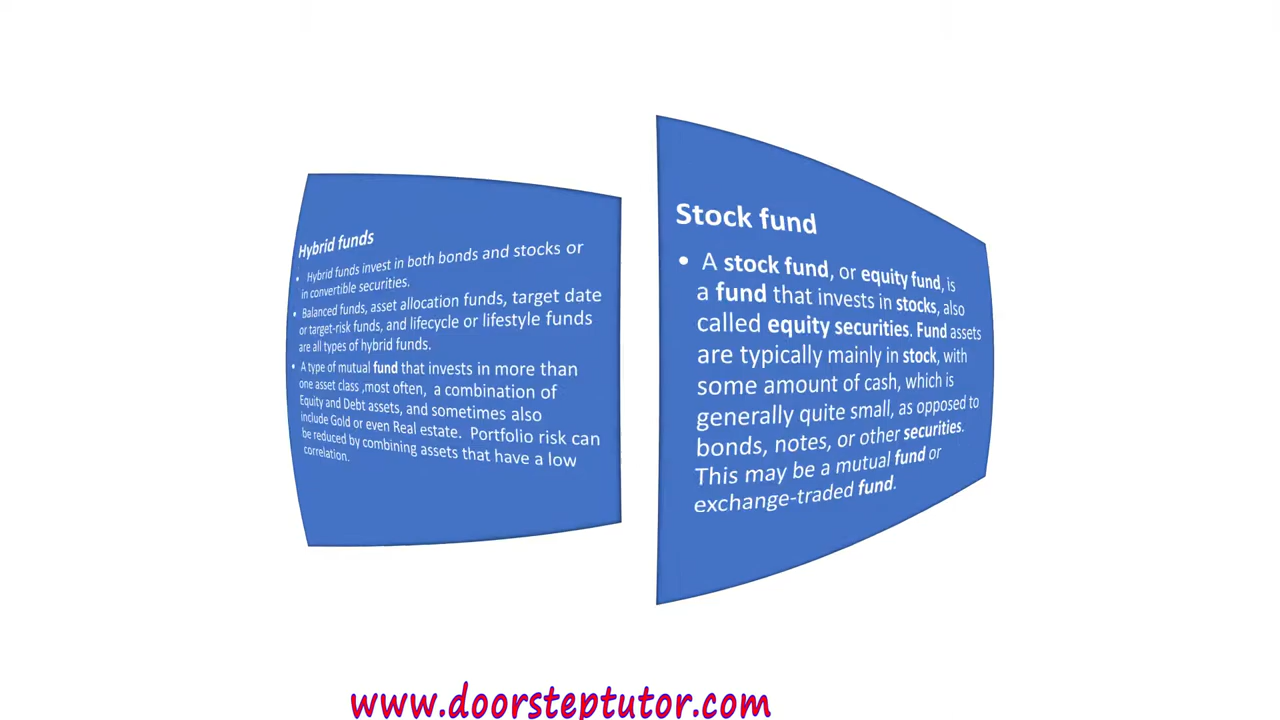 Hybrid funds
• Hybrid funds invest in both bonds and stocks or
in convertible securities.
• Balanced funds, asset allocation funds, target date
or target-risk funds, and lifecycle or lifestyle funds
are all types of hybrid funds.
• A type of mutual fund that invests in more than
one asset class ,most often, a combination of
Equity and Debt assets, and sometimes also
include Gold or even Real estate. Portfolio risk can
be reduced by combining assets that have a low
correlation.
Stock fund
• A stock fund, or equity fund, is
a fund that invests in stocks, also
called equity securities. Fund assets
are typically mainly in stock, with
some amount of cash, which is
generally quite small, as opposed to
bonds, notes, or other securities.
This may be a mutual fund or
exchange-traded fund.
www.doorsteptutor.com